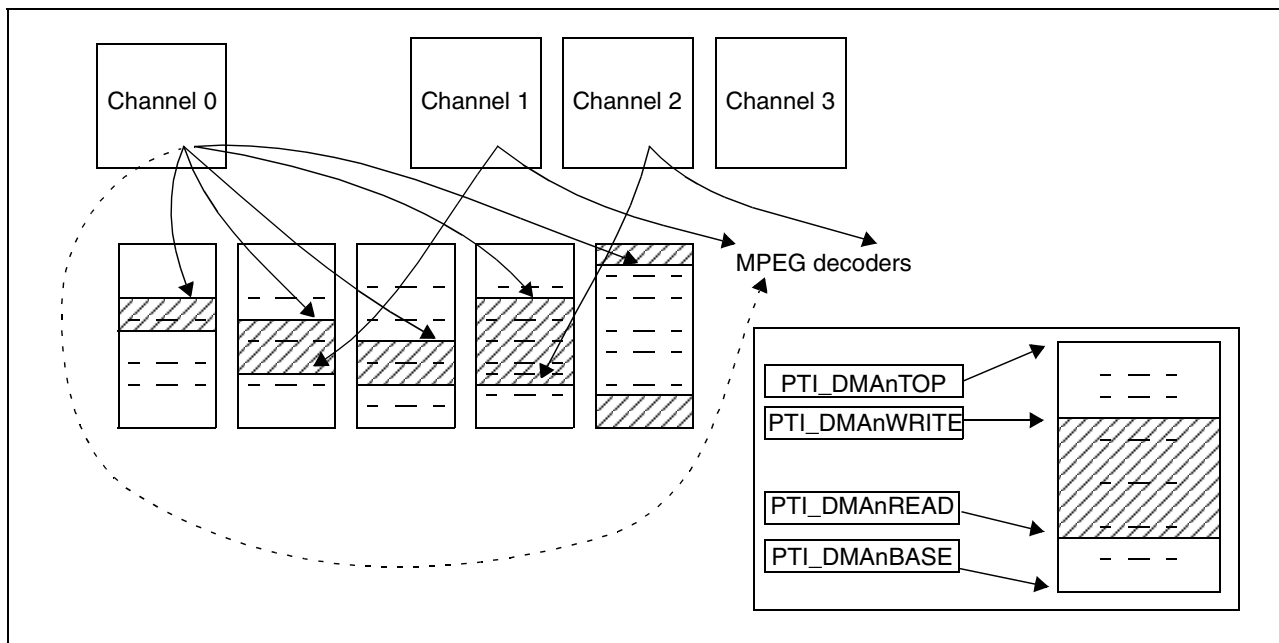 Channel 0
Channel 1
Channel 2
Channel 3
MPEG decoders
PTI_DMAnTOP
PTI_DMAnWRITE
PTI_DMAnREAD
PTI_DMAnBASE